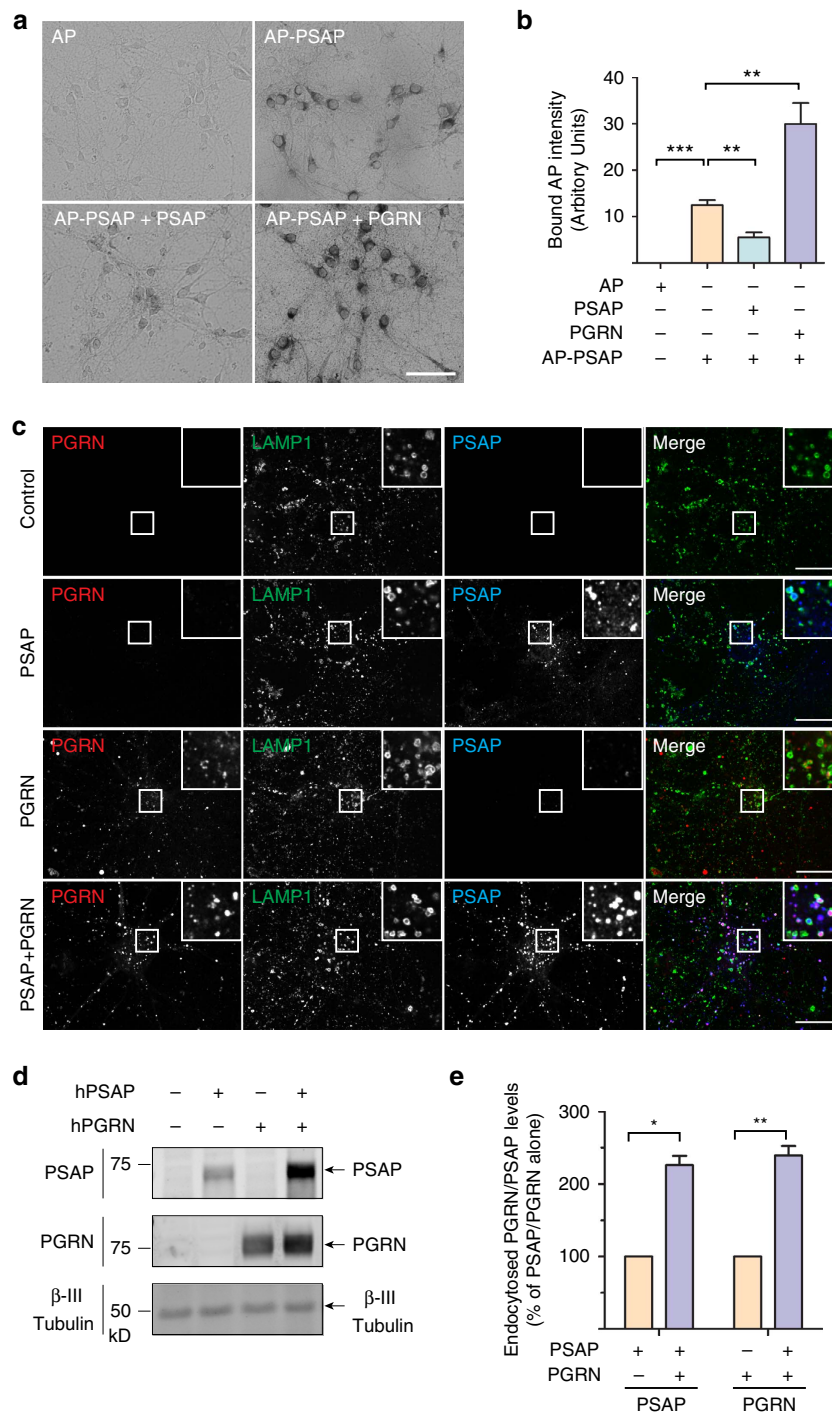 a
AP
AP-PSAP
AP-PSAP + PSAP
AP-PSAP + PGRN
b
Bound AP intensity
(Arbitory Units)
40
30
20
10
**
*** **
AP + – – –
PSAP – – + –
PGRN – – – +
AP-PSAP – + + +
c
Control
PGRN LAMP1 PSAP Merge
PSAP
PGRN LAMP1 PSAP Merge
PGRN
PGRN LAMP1 PSAP Merge
PSAP+PGRN
PGRN LAMP1 PSAP Merge
d
hPSAP – + – +
hPGRN – – + +
PSAP 75 PSAP
PGRN 75 PGRN
β-III
Tubulin
50
kD
β-III
Tubulin
e
Endocytosed PGRN/PSAP levels
(% of PSAP/PGRN alone)
300
250
200
100
* **
PSAP + + – +
PGRN – + + +
PSAP PGRN